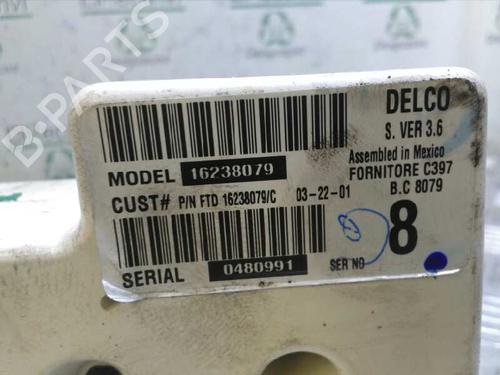 DELCO
S. VER 3.6
Assembled in Mexico
MODEL 16238079
FORNITORE C397
CUST# P/N FTD 16238079/C 03-22-01
B.C 8079
8
SERIAL 0480991
SER NO
B-PARTS